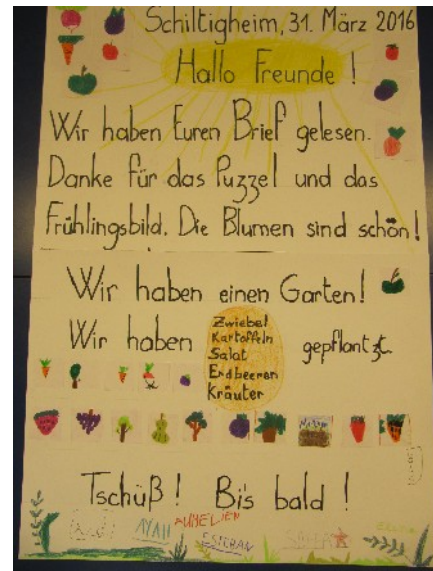 Schiltigheim, 31. März 2016
Hallo Freunde !
Wir haben Euren Brief gelesen.
Danke für das Puzzel und das
Frühlingsbild. Die Blumen sind schön!
Wir haben einen Garten!
Wir haben
Zwiebel
Kartoffeln
Salat
Erdbeeren
Kräuter
gepflantzt.
Tschüß ! Bis bald !
AYAH
AUMELIEN
ESTEBAN